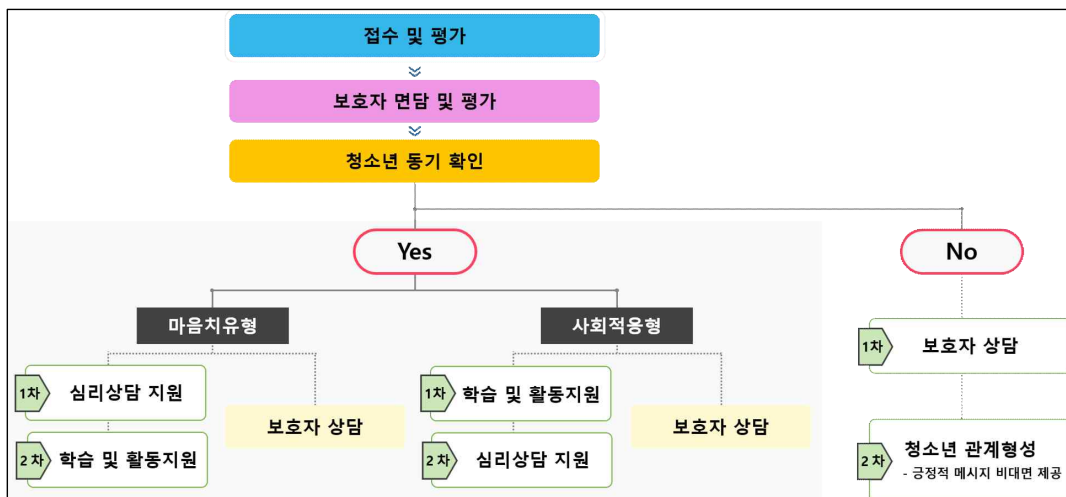 접수 및 평가
보호자 면담 및 평가
청소년 동기 확인
Yes
No
마음치유형
사회적응형
1차
심리상담 지원
2 차
학습 및 활동지원
보호자 상담
1차
학습 및 활동지원
2차
심리상담 지원
보호자 상담
1차
보호자 상담
2차
청소년 관계형성
- 긍정적 메시지 비대면 제공